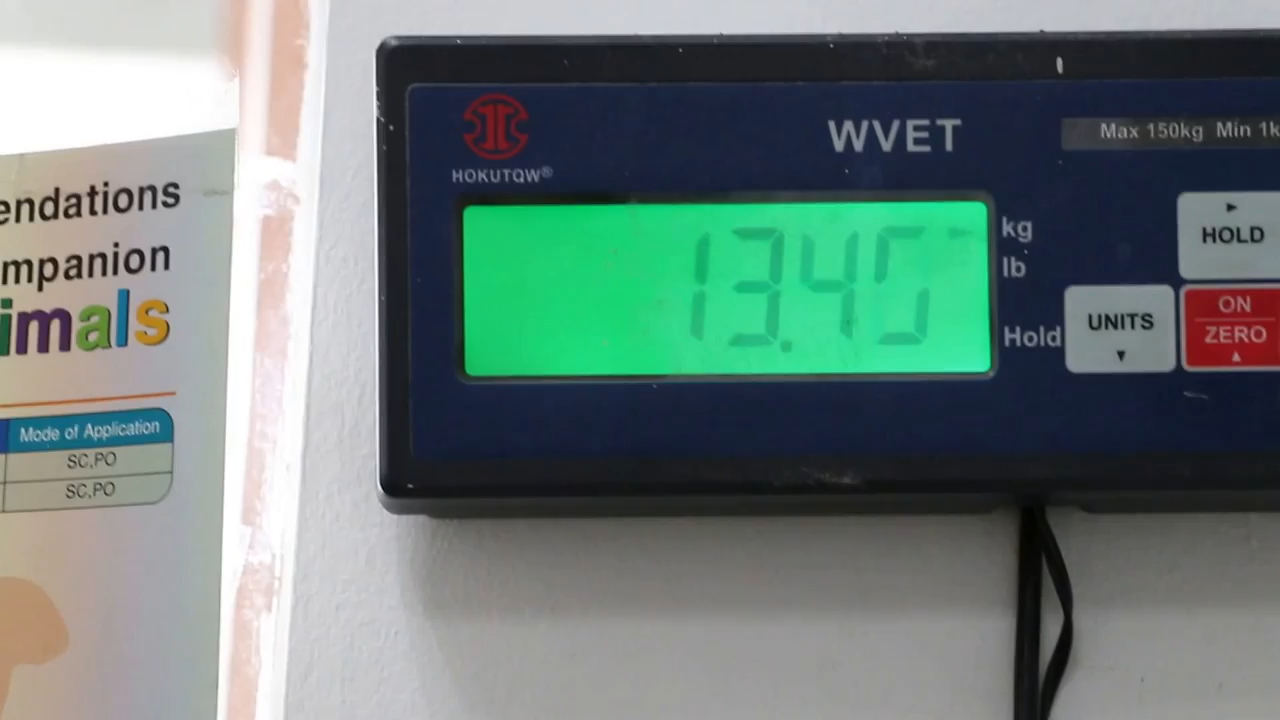 endations
mpanion
imals
Mode of Application
SC,PO
SC,PO
HOKUTQW®
WVET
Max 150kg Min 1k
13.45
kg
lb
Hold
HOLD
UNITS
ON
ZERO